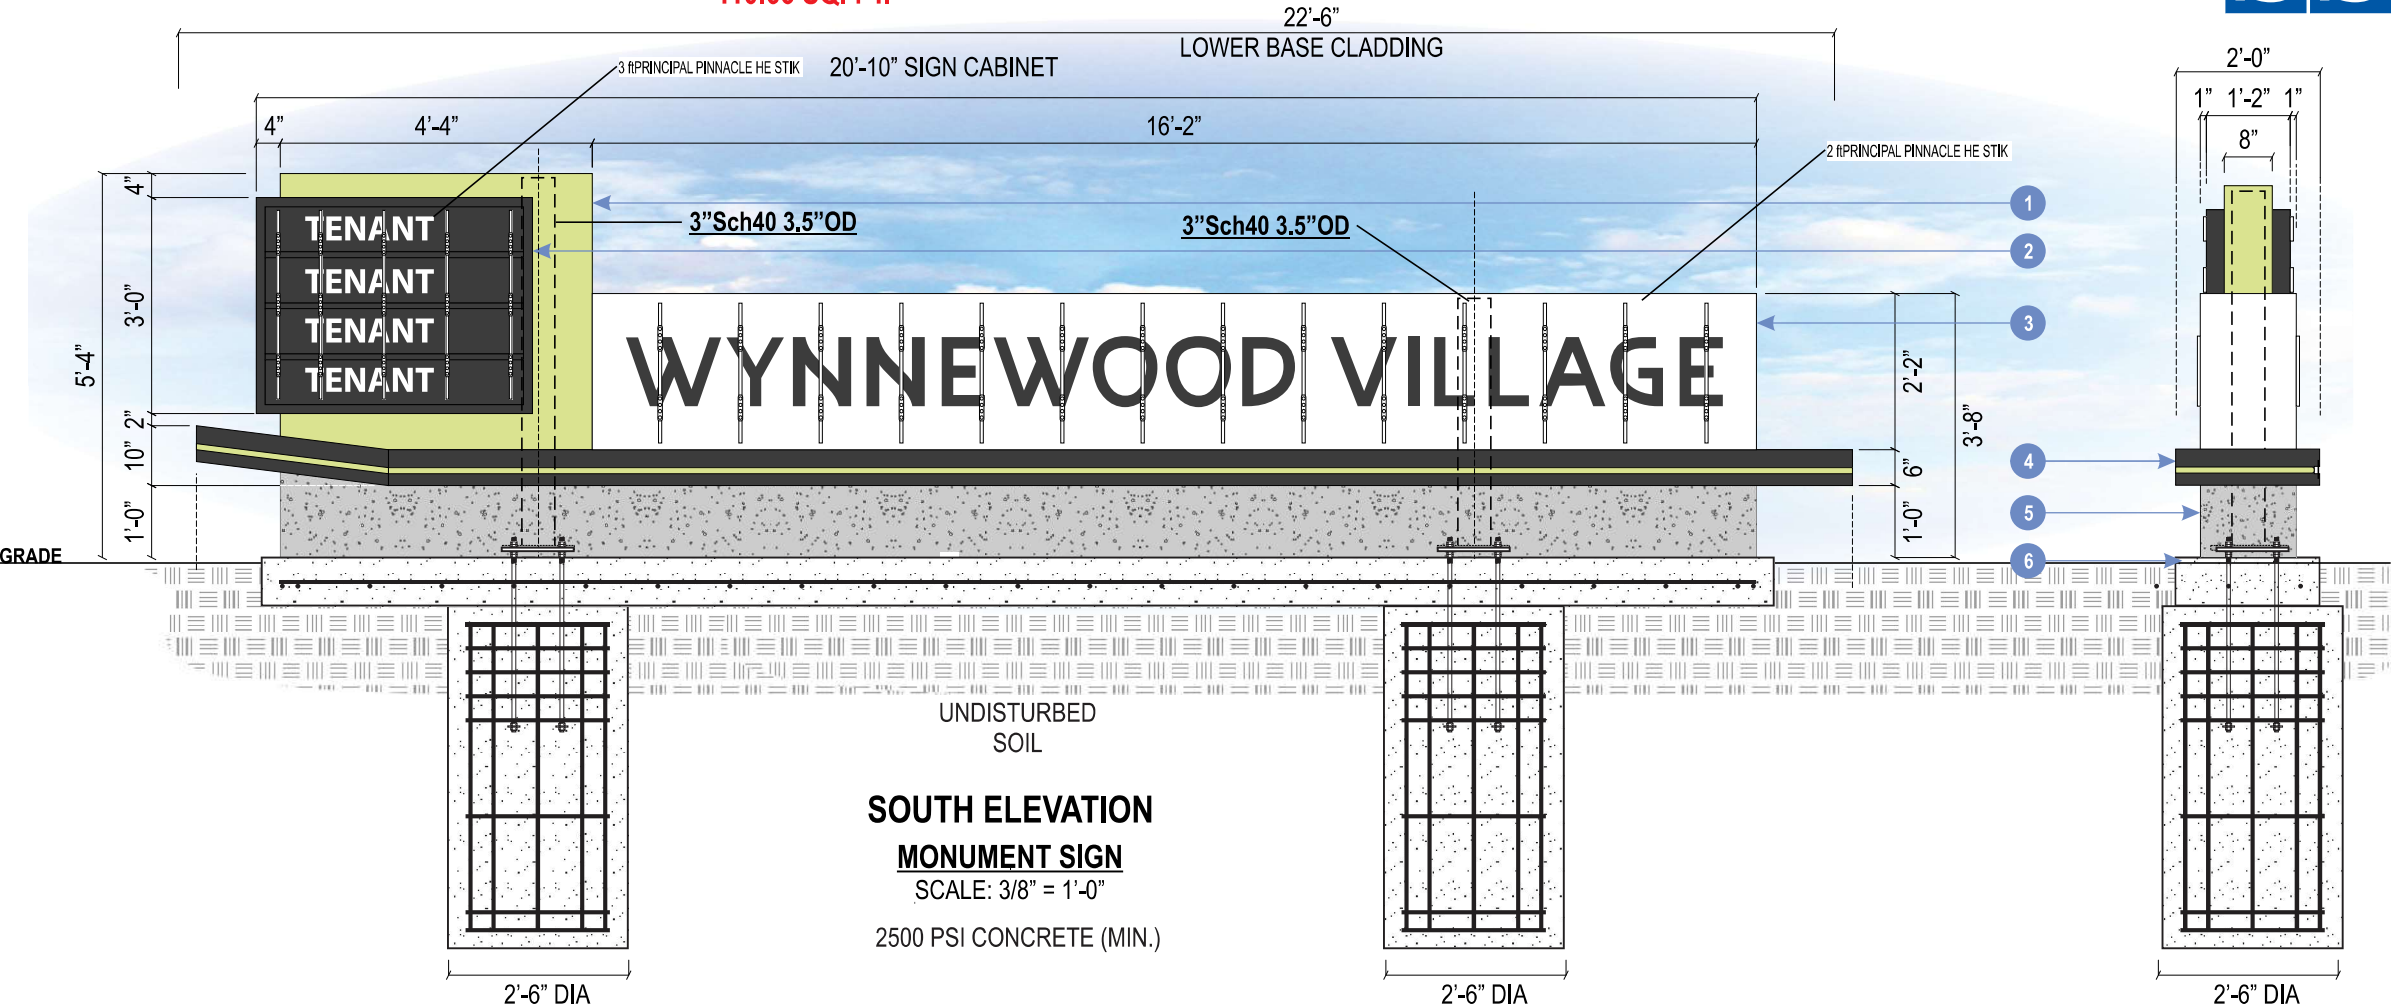 22'-6"
LOWER BASE CLADDING
3 ftPRINCIPAL PINNACLE HE STIK
20'-10" SIGN CABINET
2'-0"
1" 1'-2" 1"
8"
4"
4'-4"
16'-2"
2 ftPRINCIPAL PINNACLE HE STIK
4"
3'-0"
5'-4"
2"
10"
1'-0"
TENANT
TENANT
TENANT
TENANT
3"Sch40 3.5"OD
3"Sch40 3.5"OD
WYNNEWOOD VILLAGE
1
2
3
4
5
6
2'-2"
3'-8"
6"
1'-0"
GRADE
UNDISTURBED
SOIL
SOUTH ELEVATION
MONUMENT SIGN
SCALE: 3/8" = 1'-0"
2500 PSI CONCRETE (MIN.)
2'-6" DIA
2'-6" DIA
2'-6" DIA